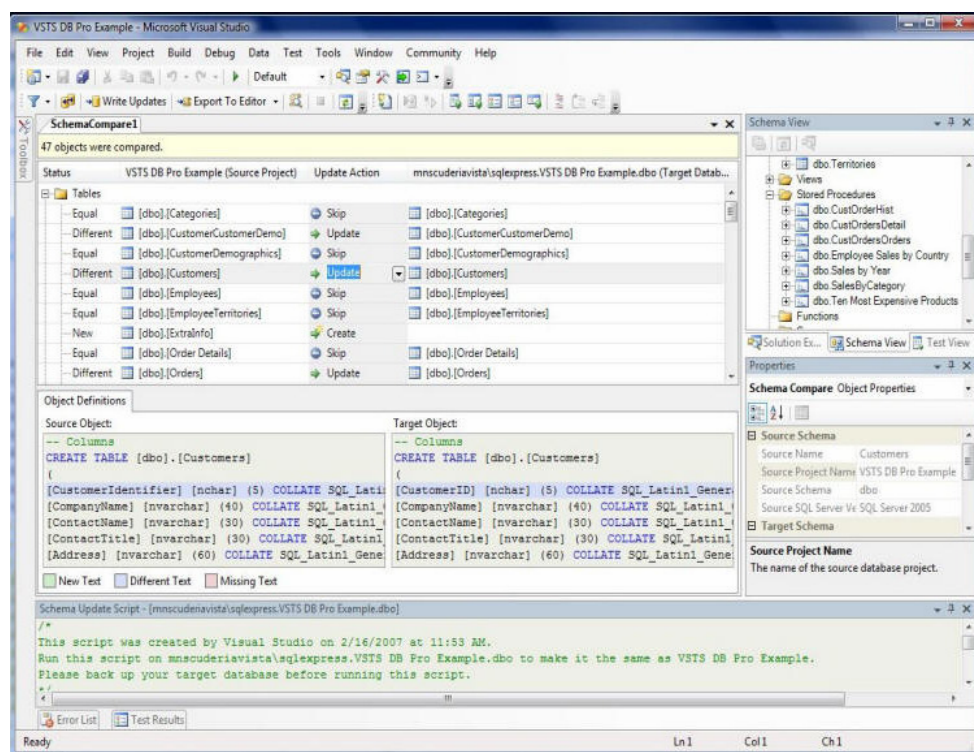 VSTS DB Pro Example - Microsoft Visual Studio
File Edit View Project Build Debug Data Test Tools Window Community Help
Default
Write Updates Export To Editor
Toolbox
SchemaCompare1
47 objects were compared.
Status VSTS DB Pro Example (Source Project) Update Action mnscuderiavista\sqlexpress.VSTS DB Pro Example.dbo (Target Datab...
Tables
Equal [dbo].[Categories] Skip [dbo].[Categories]
Different [dbo].[CustomerCustomerDemo] Update [dbo].[CustomerCustomerDemo]
Equal [dbo].[CustomerDemographics] Skip [dbo].[CustomerDemographics]
Different [dbo].[Customers] Update [dbo].[Customers]
Equal [dbo].[Employees] Skip [dbo].[Employees]
Equal [dbo].[EmployeeTerritories] Skip [dbo].[EmployeeTerritories]
New [dbo].[ExtraInfo] Create
Equal [dbo].[Order Details] Skip [dbo].[Order Details]
Different [dbo].[Orders] Update [dbo].[Orders]
Object Definitions
Source Object: Target Object:
-- Columns
CREATE TABLE [dbo].[Customers]
(
[CustomerIdentifier] [nchar] (5) COLLATE SQL_Lati
[CompanyName] [nvarchar] (40) COLLATE SQL_Latin1_
[ContactName] [nvarchar] (30) COLLATE SQL_Latin1_
[ContactTitle] [nvarchar] (30) COLLATE SQL_Latin1
[Address] [nvarchar] (60) COLLATE SQL_Latin1_Gene
-- Columns
CREATE TABLE [dbo].[Customers]
(
[CustomerID] [nchar] (5) COLLATE SQL_Latin1_Gener
[CompanyName] [nvarchar] (40) COLLATE SQL_Latin1_
[ContactName] [nvarchar] (30) COLLATE SQL_Latin1_
[ContactTitle] [nvarchar] (30) COLLATE SQL_Latin1
[Address] [nvarchar] (60) COLLATE SQL_Latin1_Gene
New Text Different Text Missing Text
Schema View
dbo.Territories
Views
Stored Procedures
dbo.CustOrderHist
dbo.CustOrdersDetail
dbo.CustOrdersOrders
dbo.Employee Sales by Country
dbo.Sales by Year
dbo.SalesByCategory
dbo.Ten Most Expensive Products
Functions
Solution Ex... Schema View Test View
Properties
Schema Compare Object Properties
Source Schema
Source Name Customers
Source Project Name VSTS DB Pro Example
Source Schema dbo
Source SQL Server Ve SQL Server 2005
Target Schema
Source Project Name
The name of the source database project.
Schema Update Script - [mnscuderiavista\sqlexpress.VSTS DB Pro Example.dbo]
/*
This script was created by Visual Studio on 2/16/2007 at 11:53 AM.
Run this script on mnscuderiavista\sqlexpress.VSTS DB Pro Example.dbo to make it the same as VSTS DB Pro Example.
Please back up your target database before running this script.
*/
Error List Test Results
Ready Ln 1 Col 1 Ch 1